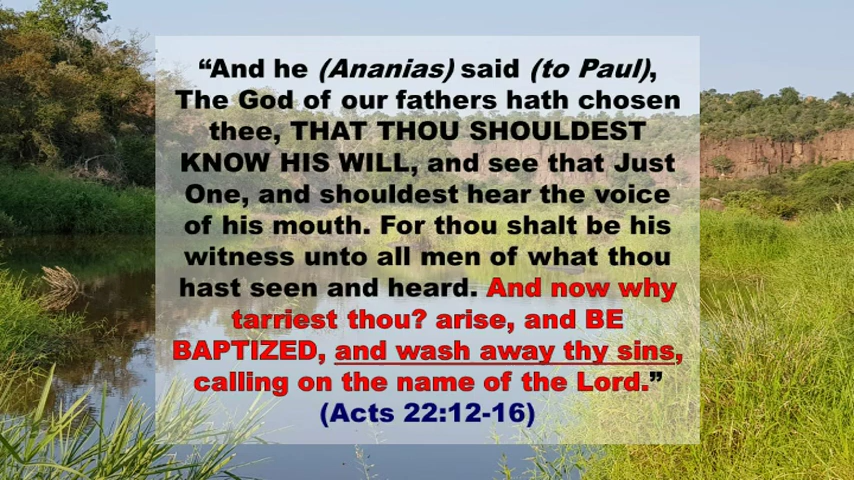 “And he (Ananias) said (to Paul),
The God of our fathers hath chosen
thee, THAT THOU SHOULDEST
KNOW HIS WILL, and see that Just
One, and shouldest hear the voice
of his mouth. For thou shalt be his
witness unto all men of what thou
hast seen and heard. And now why
tarriest thou? arise, and BE
BAPTIZED, and wash away thy sins,
calling on the name of the Lord.”
(Acts 22:12-16)